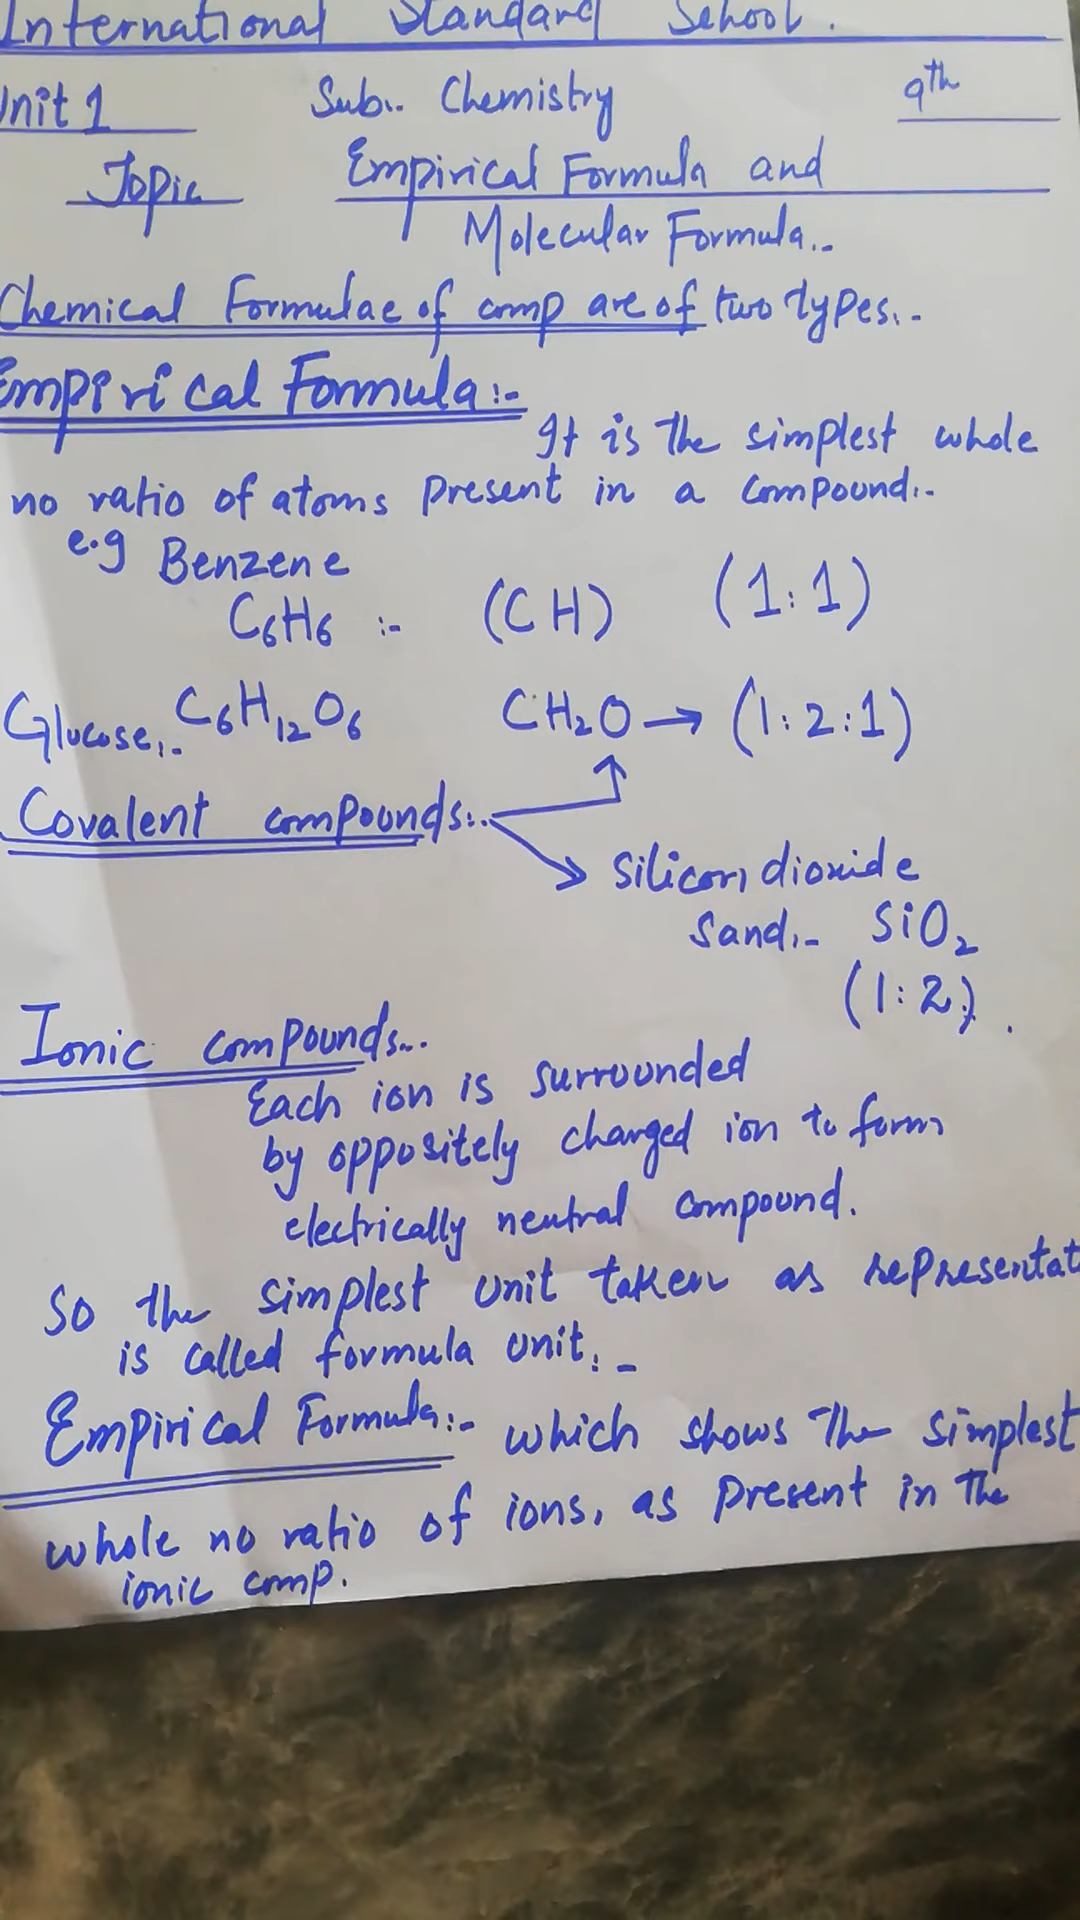 International Standard School.
Unit 1 Sub:. Chemistry 9th
Topic Empirical Formula and
Molecular Formula:-
Chemical Formulae of comp are of two types:-
Empirical Formula:-
It is the simplest whole
no ratio of atoms present in a compound:-
e.g Benzene
C₆H₆ :- (CH) (1:1)
Glucose:- C₆H₁₂O₆ CH₂O → (1:2:1)
Covalent compounds:-
Silicon dioxide
Sand:- SiO₂
(1:2).
Ionic compounds:-
Each ion is surrounded
by oppositely charged ion to form
electrically neutral compound.
So the simplest unit taken as representat
is called formula unit:-
Empirical Formula:- which shows the simplest
whole no ratio of ions, as present in the
ionic comp.